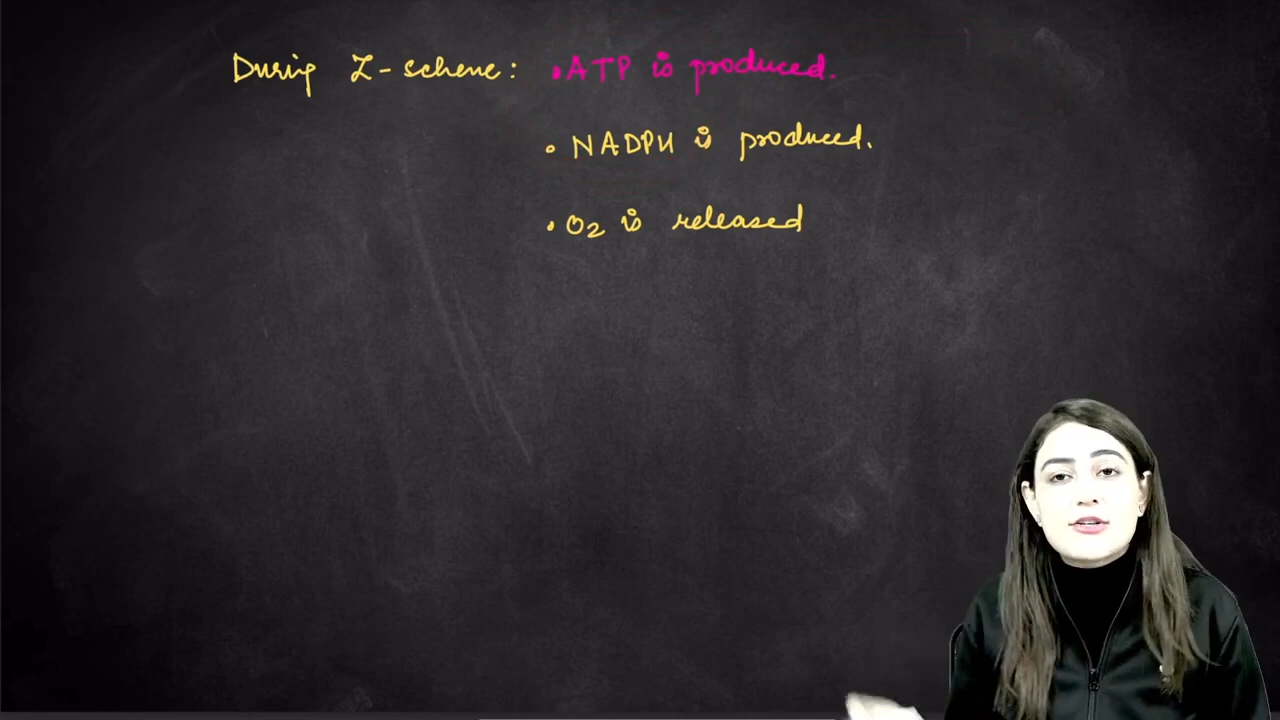 During Z-scheme: • ATP is produced.
• NADPH is produced.
• O2 is released